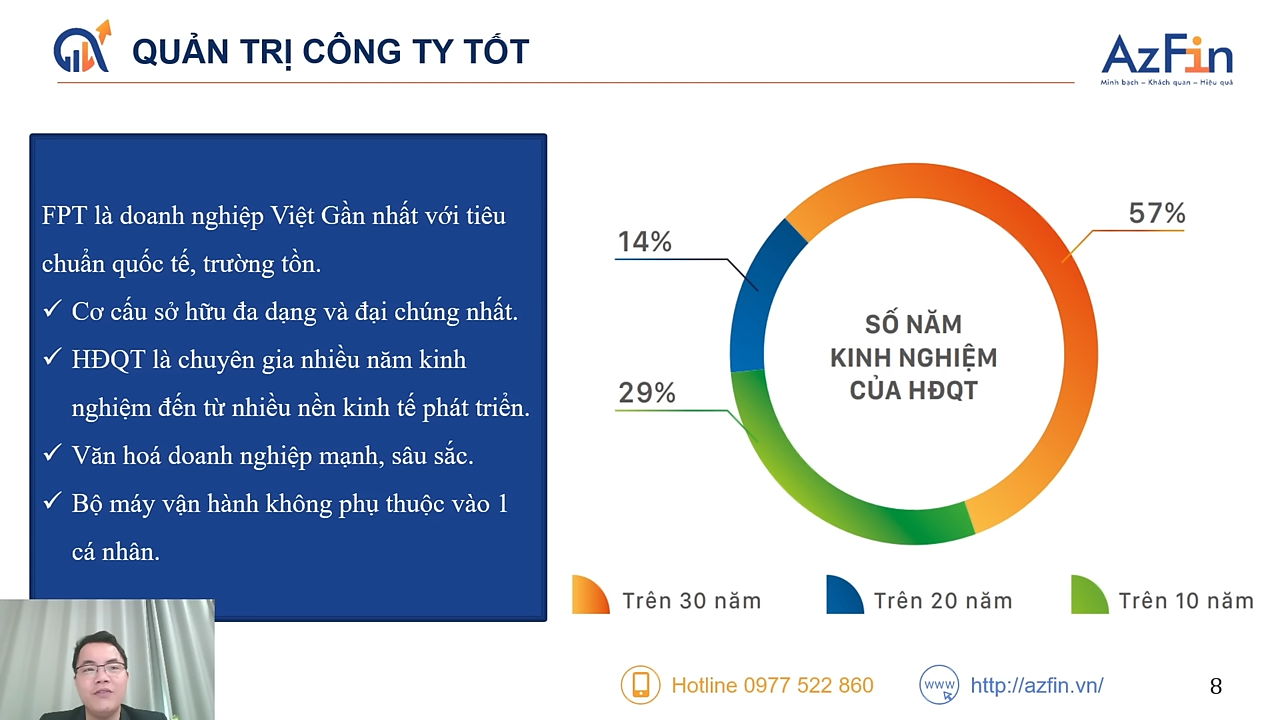 QUẢN TRỊ CÔNG TY TỐT
AzFin
Minh bạch – Khách quan – Hiệu quả
FPT là doanh nghiệp Việt Gần nhất với tiêu
chuẩn quốc tế, trường tồn.
✓ Cơ cấu sở hữu đa dạng và đại chúng nhất.
✓ HĐQT là chuyên gia nhiều năm kinh
nghiệm đến từ nhiều nền kinh tế phát triển.
✓ Văn hoá doanh nghiệp mạnh, sâu sắc.
✓ Bộ máy vận hành không phụ thuộc vào 1
cá nhân.
57%
14%
29%
SỐ NĂM
KINH NGHIỆM
CỦA HĐQT
Trên 30 năm
Trên 20 năm
Trên 10 năm
Hotline 0977 522 860
www
http://azfin.vn/
8